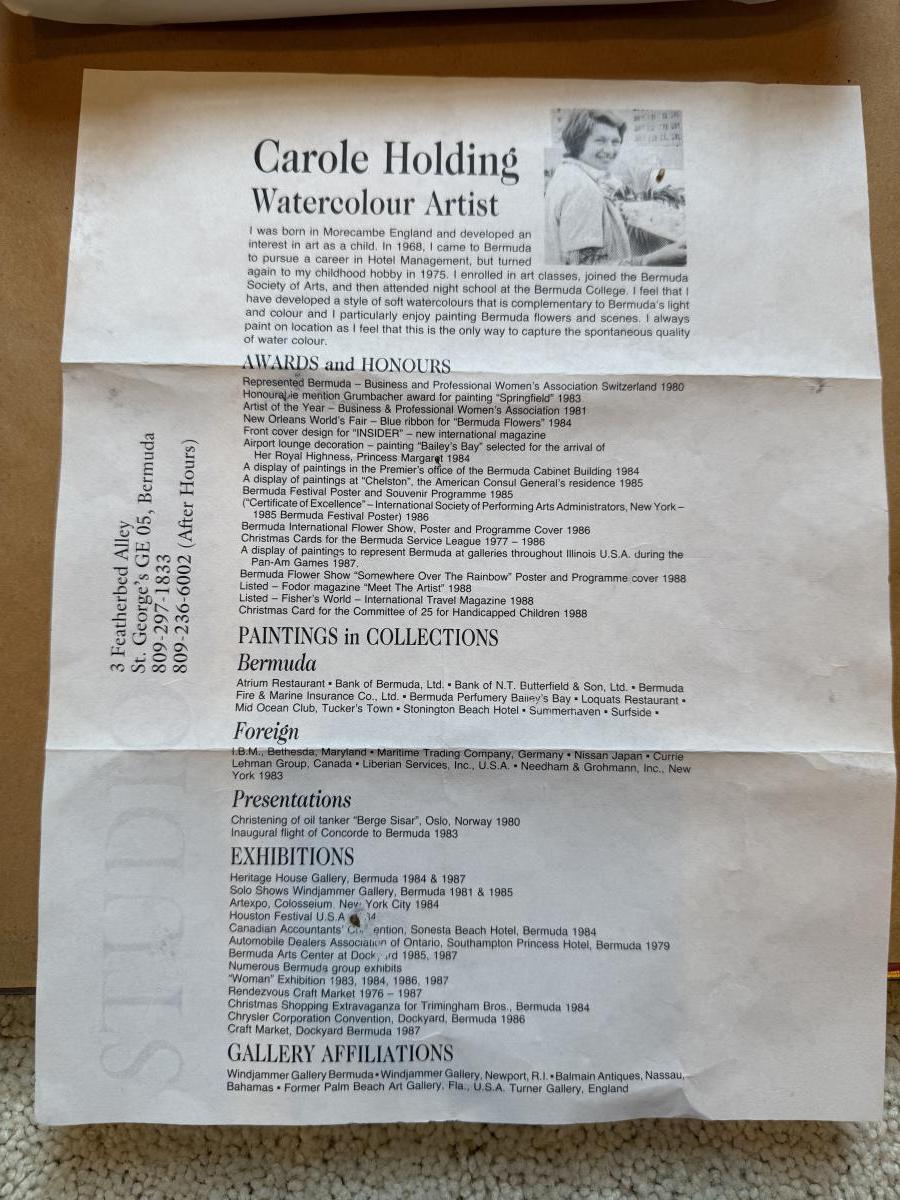 Carole Holding
Watercolour Artist
I was born in Morecambe England and developed an
interest in art as a child. In 1968, I came to Bermuda
to pursue a career in Hotel Management, but turned
again to my childhood hobby in 1975. I enrolled in art classes, joined the Bermuda
Society of Arts, and then attended night school at the Bermuda College. I feel that I
have developed a style of soft watercolours that is complementary to Bermuda's light
and colour and I particularly enjoy painting Bermuda flowers and scenes. I always
paint on location as I feel that this is the only way to capture the spontaneous quality
of water colour.
AWARDS and HONOURS
Represented Bermuda – Business and Professional Women's Association Switzerland 1980
Honourable mention Grumbacher award for painting "Springfield" 1983
Artist of the Year – Business & Professional Women's Association 1981
New Orleans World's Fair – Blue ribbon for "Bermuda Flowers" 1984
Front cover design for "INSIDER" – new international magazine
Airport lounge decoration – painting "Bailey's Bay" selected for the arrival of
Her Royal Highness, Princess Margaret 1984
A display of paintings in the Premier's office of the Bermuda Cabinet Building 1984
A display of paintings at "Chelston", the American Consul General's residence 1985
Bermuda Festival Poster and Souvenir Programme 1985
("Certificate of Excellence" – International Society of Performing Arts Administrators, New York –
1985 Bermuda Festival Poster) 1986
Bermuda International Flower Show, Poster and Programme Cover 1986
Christmas Cards for the Bermuda Service League 1977 – 1986
A display of paintings to represent Bermuda at galleries throughout Illinois U.S.A. during the
Pan-Am Games 1987.
Bermuda Flower Show "Somewhere Over The Rainbow" Poster and Programme cover 1988
Listed – Fodor magazine "Meet The Artist" 1988
Listed – Fisher's World – International Travel Magazine 1988
Christmas Card for the Committee of 25 for Handicapped Children 1988
PAINTINGS in COLLECTIONS
Bermuda
Atrium Restaurant • Bank of Bermuda, Ltd. • Bank of N.T. Butterfield & Son, Ltd. • Bermuda
Fire & Marine Insurance Co., Ltd. • Bermuda Perfumery Bailey's Bay • Loquats Restaurant •
Mid Ocean Club, Tucker's Town • Stonington Beach Hotel • Summerhaven • Surfside •
Foreign
I.B.M., Bethesda, Maryland • Maritime Trading Company, Germany • Nissan Japan • Currie
Lehman Group, Canada • Liberian Services, Inc., U.S.A. • Needham & Grohmann, Inc., New
York 1983
Presentations
Christening of oil tanker "Berge Sisar", Oslo, Norway 1980
Inaugural flight of Concorde to Bermuda 1983
EXHIBITIONS
Heritage House Gallery, Bermuda 1984 & 1987
Solo Shows Windjammer Gallery, Bermuda 1981 & 1985
Artexpo, Colosseium, New York City 1984
Houston Festival U.S.A
Canadian Accountants' Convention, Sonesta Beach Hotel, Bermuda 1984
Automobile Dealers Association of Ontario, Southampton Princess Hotel, Bermuda 1979
Bermuda Arts Center at Dockyard 1985, 1987
Numerous Bermuda group exhibits
"Woman" Exhibition 1983, 1984, 1986, 1987
Rendezvous Craft Market 1976 – 1987
Christmas Shopping Extravaganza for Trimingham Bros., Bermuda 1984
Chrysler Corporation Convention, Dockyard, Bermuda 1986
Craft Market, Dockyard Bermuda 1987
GALLERY AFFILIATIONS
Windjammer Gallery Bermuda • Windjammer Gallery, Newport, R.I. • Balmain Antiques, Nassau,
Bahamas • Former Palm Beach Art Gallery. Fla., U.S.A. Turner Gallery, England
3 Featherbed Alley
St. George's GE 05, Bermuda
809-297-1833
809-236-6002 (After Hours)
STUDIO